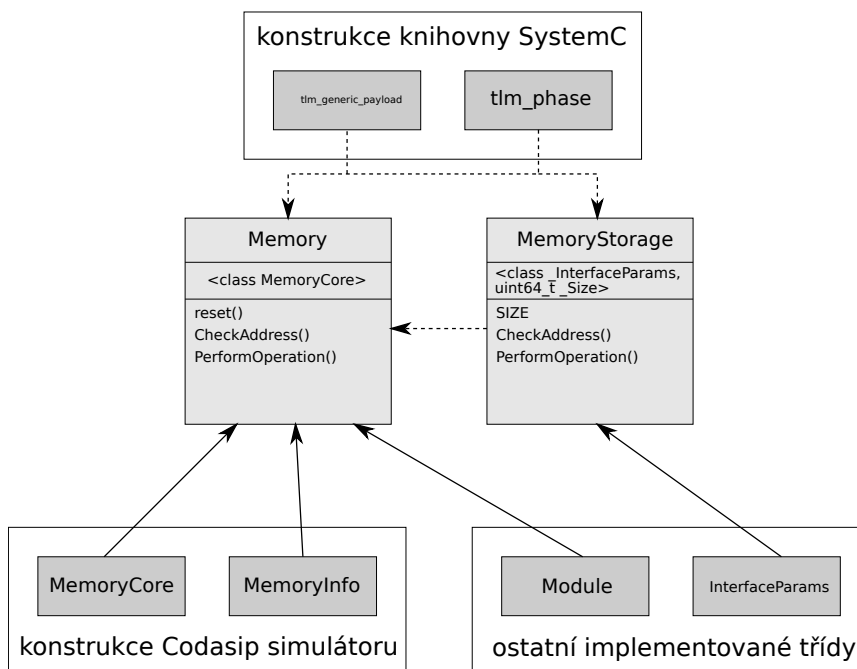 konstrukce knihovny SystemC
tlm_generic_payload
tlm_phase
Memory
<class MemoryCore>
reset()
CheckAddress()
PerformOperation()
MemoryStorage
<class _InterfaceParams,
uint64_t _Size>
SIZE
CheckAddress()
PerformOperation()
MemoryCore
MemoryInfo
konstrukce Codasip simulátoru
Module
InterfaceParams
ostatní implementované třídy